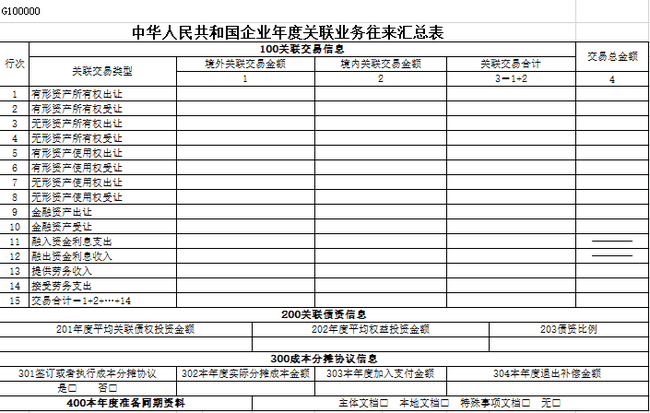 G100000
中华人民共和国企业年度关联业务往来汇总表
行次 100关联交易信息 交易总金额
关联交易类型 境外关联交易金额 境内关联交易金额 关联交易合计
1 2 3=1+2 4
1 有形资产所有权出让
2 有形资产所有权受让
3 无形资产所有权出让
4 无形资产所有权受让
5 有形资产使用权出让
6 有形资产使用权受让
7 无形资产使用权出让
8 无形资产使用权受让
9 金融资产出让
10 金融资产受让
11 融入资金利息支出 ————
12 融出资金利息收入 ————
13 提供劳务收入
14 接受劳务支出
15 交易合计=1+2+…+14
200关联债资信息
201年度平均关联债权投资金额 202年度平均权益投资金额 203债资比例
300成本分摊协议信息
301签订或者执行成本分摊协议 302本年度实际分摊成本金额 303本年度加入支付金额 304本年度退出补偿金额
是□ 否□
400本年度准备同期资料 主体文档□ 本地文档□ 特殊事项文档□ 无□